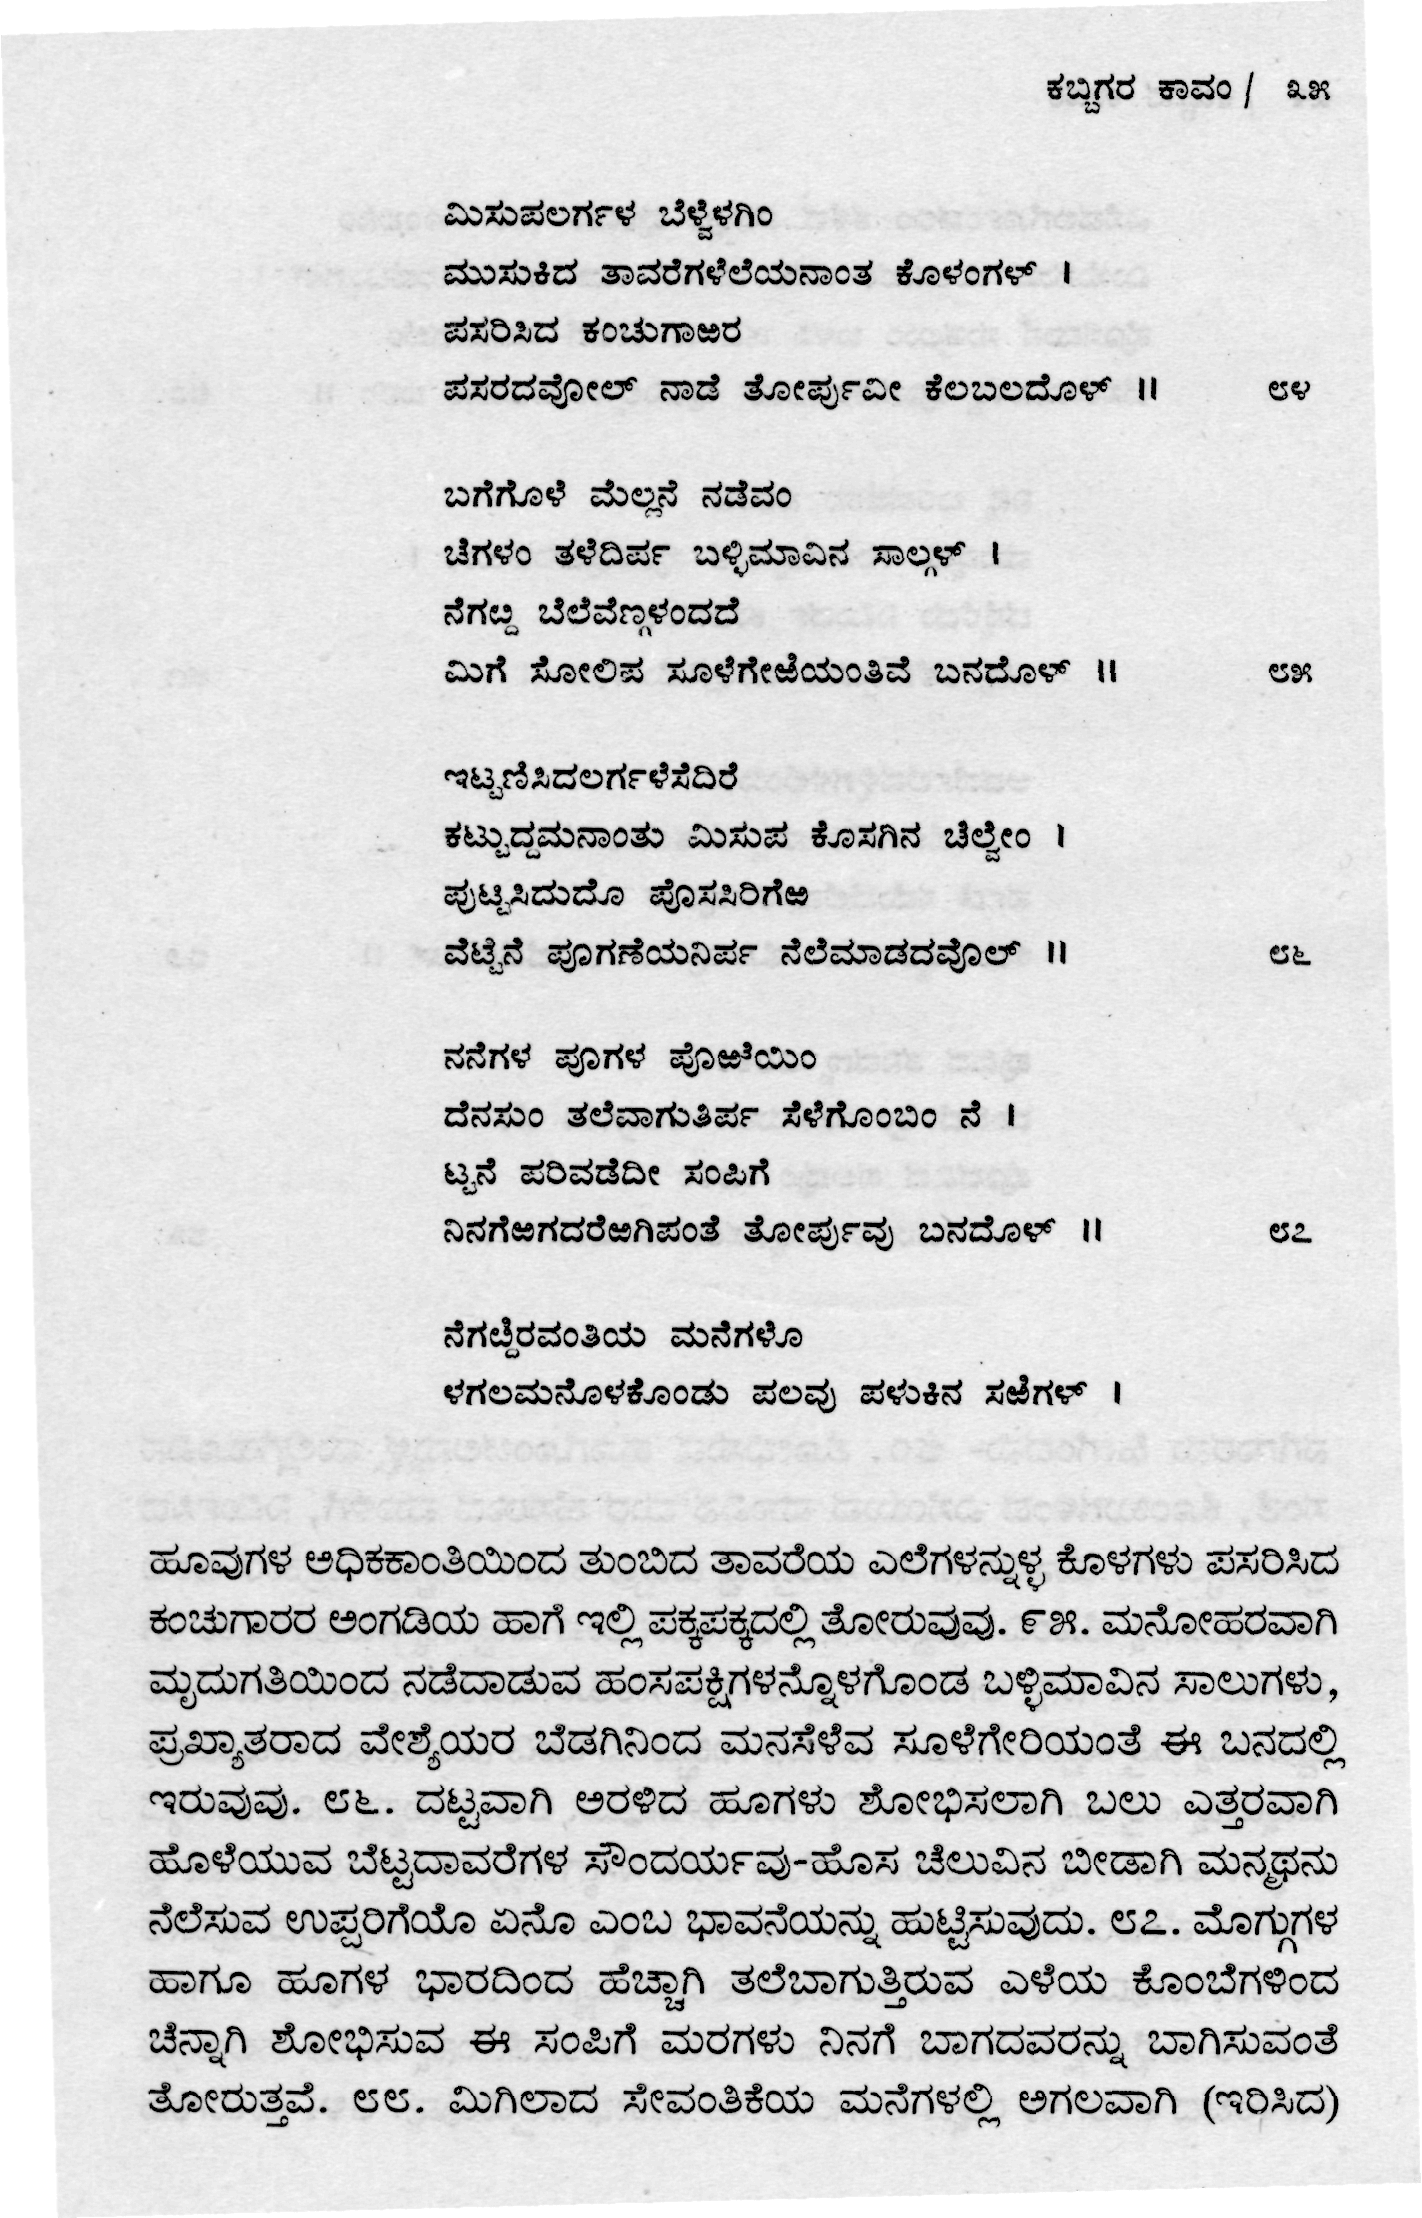 ಕಬ್ಬಿಗರ ಕಾವಂ / ೩೫
ಮಿಸುಪಲರ್ಗಳ ಬೆಳ್ವೆಳಗಿಂ
ಮುಸುಕಿದ ತಾವರೆಗಳೆಲೆಯನಾಂತ ಕೊಳಂಗಳ್ ।
ಪಸರಿಸಿದ ಕಂಚುಗಾಱರ
ಪಸರದವೋಲ್ ನಾಡೆ ತೋರ್ಪುವೀ ಕೆಲಬಲದೊಳ್ ॥ ೮೪
ಬಗೆಗೊಳೆ ಮೆಲ್ಲನೆ ನಡೆವಂ
ಚೆಗಳಂ ತಳೆದಿರ್ಪ ಬಳ್ಳಿಮಾವಿನ ಸಾಲ್ಗಳ್ ।
ನೆಗೞ್ದ ಬೆಲೆವೆಣ್ಗಳಂದದೆ
ಮಿಗೆ ಸೋಲಿಪ ಸೂಳೆಗೇಱಿಯಂತಿವೆ ಬನದೊಳ್ ॥ ೮೫
ಇಟ್ಟಣಿಸಿದಲರ್ಗಳೆಸೆದಿರೆ
ಕಟ್ಟುದ್ದಮನಾಂತು ಮಿಸುಪ ಕೊಸಗಿನ ಚೆಲ್ವೇಂ ।
ಪುಟ್ಟಿಸಿದುದೊ ಪೊಸಸಿರಿಗೆಱ
ವೆಟ್ಟೆನೆ ಪೂಗಣೆಯನಿರ್ಪ ನೆಲೆಮಾಡದವೊಲ್ ॥ ೮೬
ನನೆಗಳ ಪೂಗಳ ಪೊಱೆಯಿಂ
ದೆನಸುಂ ತಲೆವಾಗುತಿರ್ಪ ಸೆಳೆಗೊಂಬಿಂ ನೆ ।
ಟ್ಟನೆ ಪರಿವಡೆದೀ ಸಂಪಿಗೆ
ನಿನಗೆಱಗದರೆಱಗಿಪಂತೆ ತೋರ್ಪುವು ಬನದೊಳ್ ॥ ೮೭
ನೆಗೞ್ದಿರವಂತಿಯ ಮನೆಗಳೊ
ಳಗಲಮನೊಳಕೊಂಡು ಪಲವು ಪಳುಕಿನ ಸಱಿಗಳ್ ।
ಹೂವುಗಳ ಅಧಿಕಕಾಂತಿಯಿಂದ ತುಂಬಿದ ತಾವರೆಯ ಎಲೆಗಳನ್ನುಳ್ಳ ಕೊಳಗಳು ಪಸರಿಸಿದ
ಕಂಚುಗಾರರ ಅಂಗಡಿಯ ಹಾಗೆ ಇಲ್ಲಿ ಪಕ್ಕಪಕ್ಕದಲ್ಲಿ ತೋರುವುವು. ೯೫. ಮನೋಹರವಾಗಿ
ಮೃದುಗತಿಯಿಂದ ನಡೆದಾಡುವ ಹಂಸಪಕ್ಷಿಗಳನ್ನೊಳಗೊಂಡ ಬಳ್ಳಿಮಾವಿನ ಸಾಲುಗಳು,
ಪ್ರಖ್ಯಾತರಾದ ವೇಶ್ಯೆಯರ ಬೆಡಗಿನಿಂದ ಮನಸೆಳೆವ ಸೂಳೆಗೇರಿಯಂತೆ ಈ ಬನದಲ್ಲಿ
ಇರುವುವು. ೮೬. ದಟ್ಟವಾಗಿ ಅರಳಿದ ಹೂಗಳು ಶೋಭಿಸಲಾಗಿ ಬಲು ಎತ್ತರವಾಗಿ
ಹೊಳೆಯುವ ಬೆಟ್ಟದಾವರೆಗಳ ಸೌಂದರ್ಯವು-ಹೊಸ ಚೆಲುವಿನ ಬೀಡಾಗಿ ಮನ್ಮಥನು
ನೆಲೆಸುವ ಉಪ್ಪರಿಗೆಯೊ ಏನೊ ಎಂಬ ಭಾವನೆಯನ್ನು ಹುಟ್ಟಿಸುವುದು. ೮೭. ಮೊಗ್ಗುಗಳ
ಹಾಗೂ ಹೂಗಳ ಭಾರದಿಂದ ಹೆಚ್ಚಾಗಿ ತಲೆಬಾಗುತ್ತಿರುವ ಎಳೆಯ ಕೊಂಬೆಗಳಿಂದ
ಚೆನ್ನಾಗಿ ಶೋಭಿಸುವ ಈ ಸಂಪಿಗೆ ಮರಗಳು ನಿನಗೆ ಬಾಗದವರನ್ನು ಬಾಗಿಸುವಂತೆ
ತೋರುತ್ತವೆ. ೮೮. ಮಿಗಿಲಾದ ಸೇವಂತಿಕೆಯ ಮನೆಗಳಲ್ಲಿ ಅಗಲವಾಗಿ (ಇರಿಸಿದ)